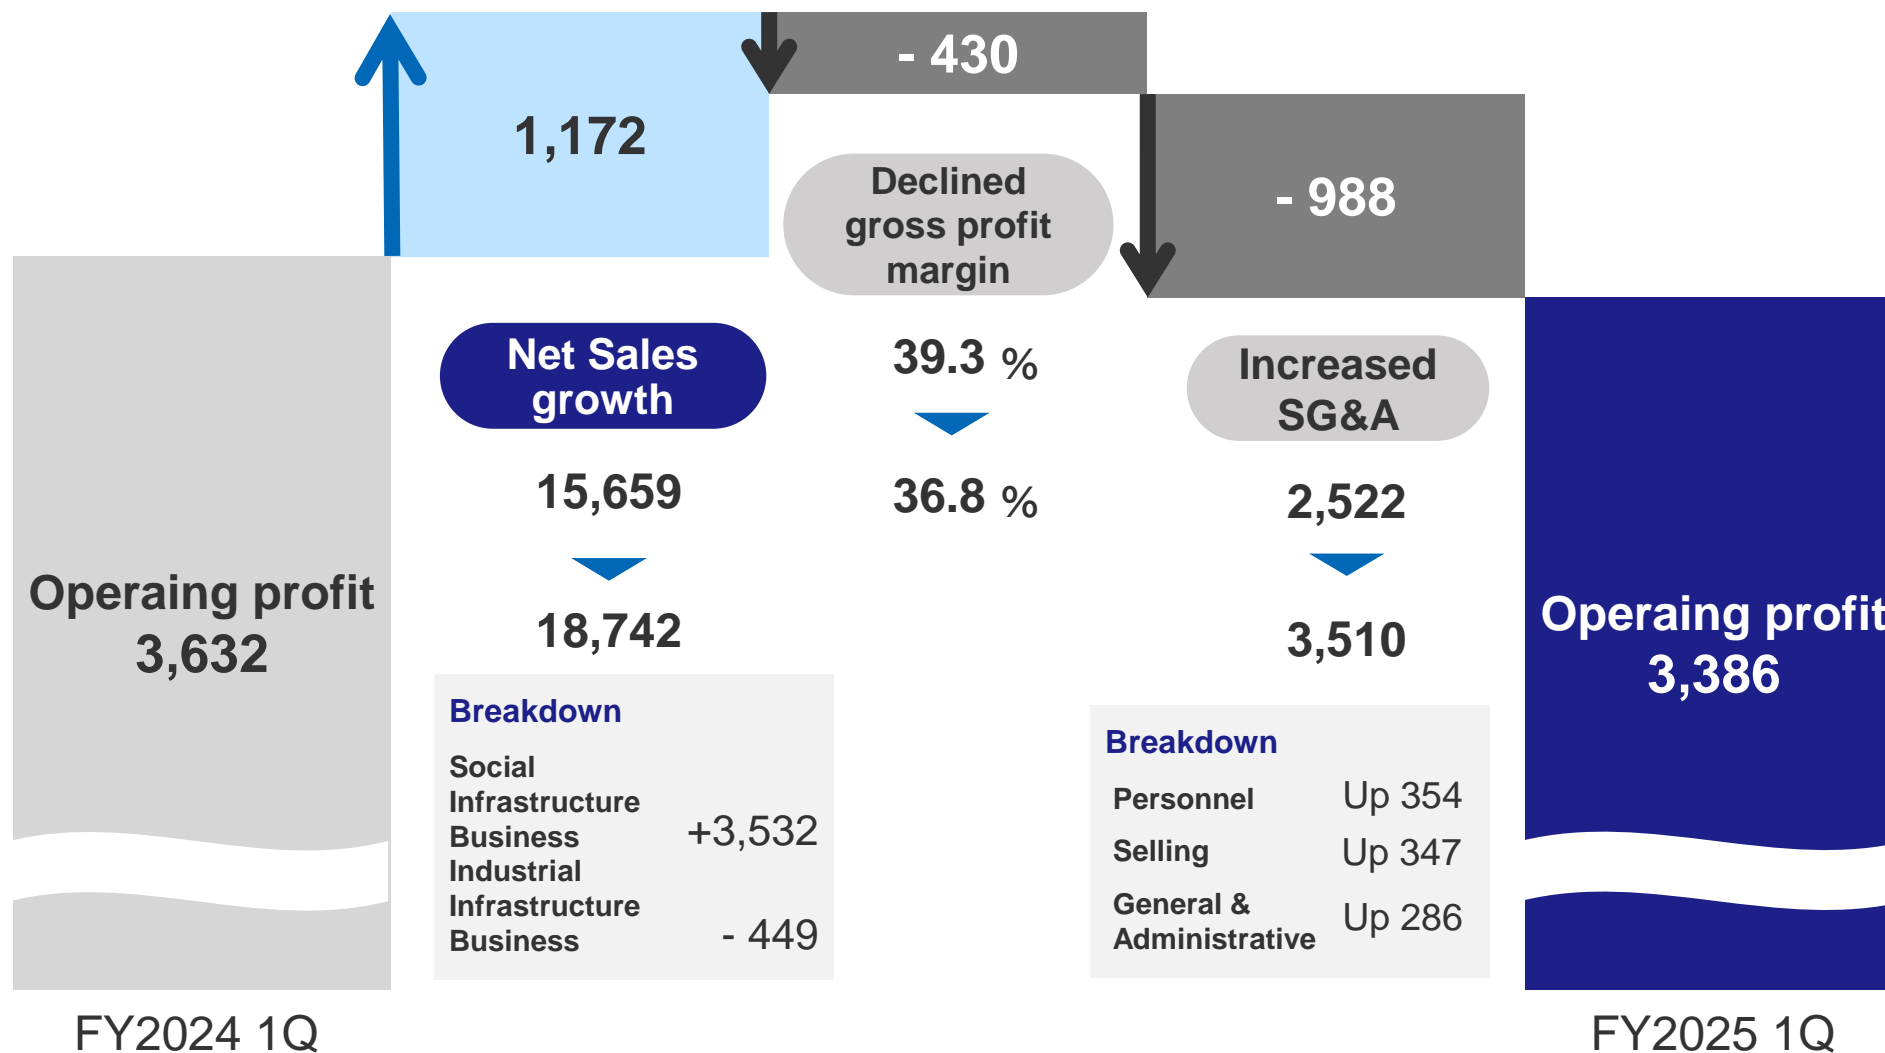 1,172
- 430
- 988
Declined
gross profit
margin
39.3 %
36.8 %
Net Sales
growth
15,659
18,742
Increased
SG&A
2,522
3,510
Operaing profit
3,632
Operaing profit
3,386
Breakdown
Social
Infrastructure
Business +3,532
Industrial
Infrastructure
Business - 449
Breakdown
Personnel Up 354
Selling Up 347
General &
Administrative Up 286
FY2024 1Q
FY2025 1Q